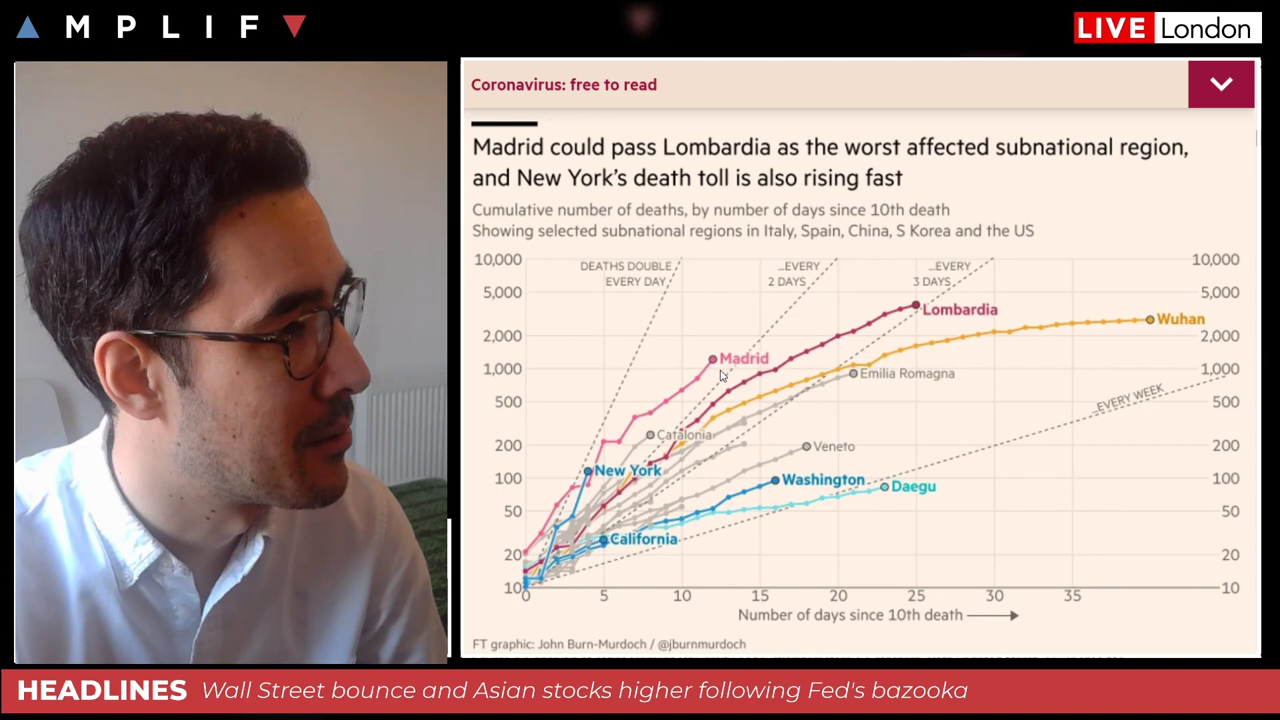 ▲ M P L I F ▼
LIVE London
Coronavirus: free to read
Madrid could pass Lombardia as the worst affected subnational region,
and New York’s death toll is also rising fast
Cumulative number of deaths, by number of days since 10th death
Showing selected subnational regions in Italy, Spain, China, S Korea and the US
10,000
5,000
2,000
1,000
500
200
100
50
20
10
DEATHS DOUBLE
EVERY DAY
...EVERY
2 DAYS
...EVERY
3 DAYS
...EVERY WEEK
Lombardia
Wuhan
Madrid
Emilia Romagna
Catalonia
Veneto
New York
Washington
Daegu
California
10,000
5,000
2,000
1,000
500
200
100
50
20
10
0 5 10 15 20 25 30 35
Number of days since 10th death
FT graphic: John Burn-Murdoch / @jburnmurdoch
HEADLINES Wall Street bounce and Asian stocks higher following Fed's bazooka